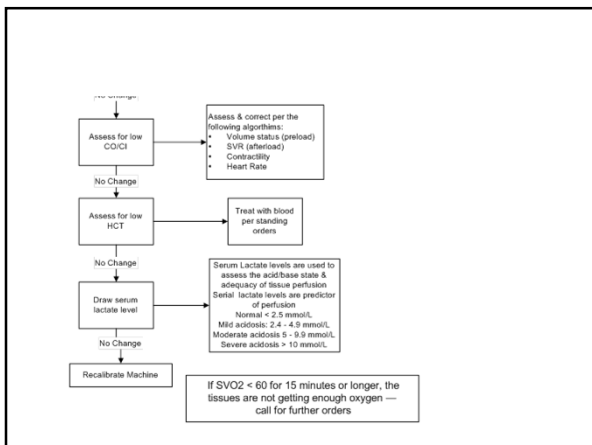 No Change
Assess for low
CO/CI
Assess & correct per the
following algorthims:
• Volume status (preload)
• SVR (afterload)
• Contractility
• Heart Rate
No Change
Assess for low
HCT
Treat with blood
per standing
orders
No Change
Draw serum
lactate level
Serum Lactate levels are used to
assess the acid/base state &
adequacy of tissue perfusion
Serial lactate levels are predictor
of perfusion
Normal < 2.5 mmol/L
Mild acidosis: 2.4 - 4.9 mmol/L
Moderate acidosis 5 - 9.9 mmol/L
Severe acidosis > 10 mmol/L
No Change
Recalibrate Machine
If SVO2 < 60 for 15 minutes or longer, the
tissues are not getting enough oxygen —
call for further orders